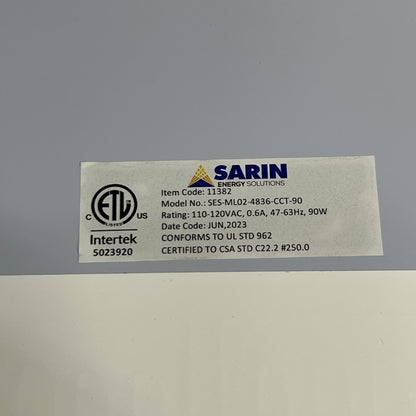 SARIN
ENERGY SOLUTIONS
Item Code: 11382
Model No.: SES-ML02-4836-CCT-90
Rating: 110-120VAC, 0.6A, 47-63Hz, 90W
Date Code: JUN,2023
CONFORMS TO UL STD 962
CERTIFIED TO CSA STD C22.2 #250.0
ETL
LISTED
C US
Intertek
5023920